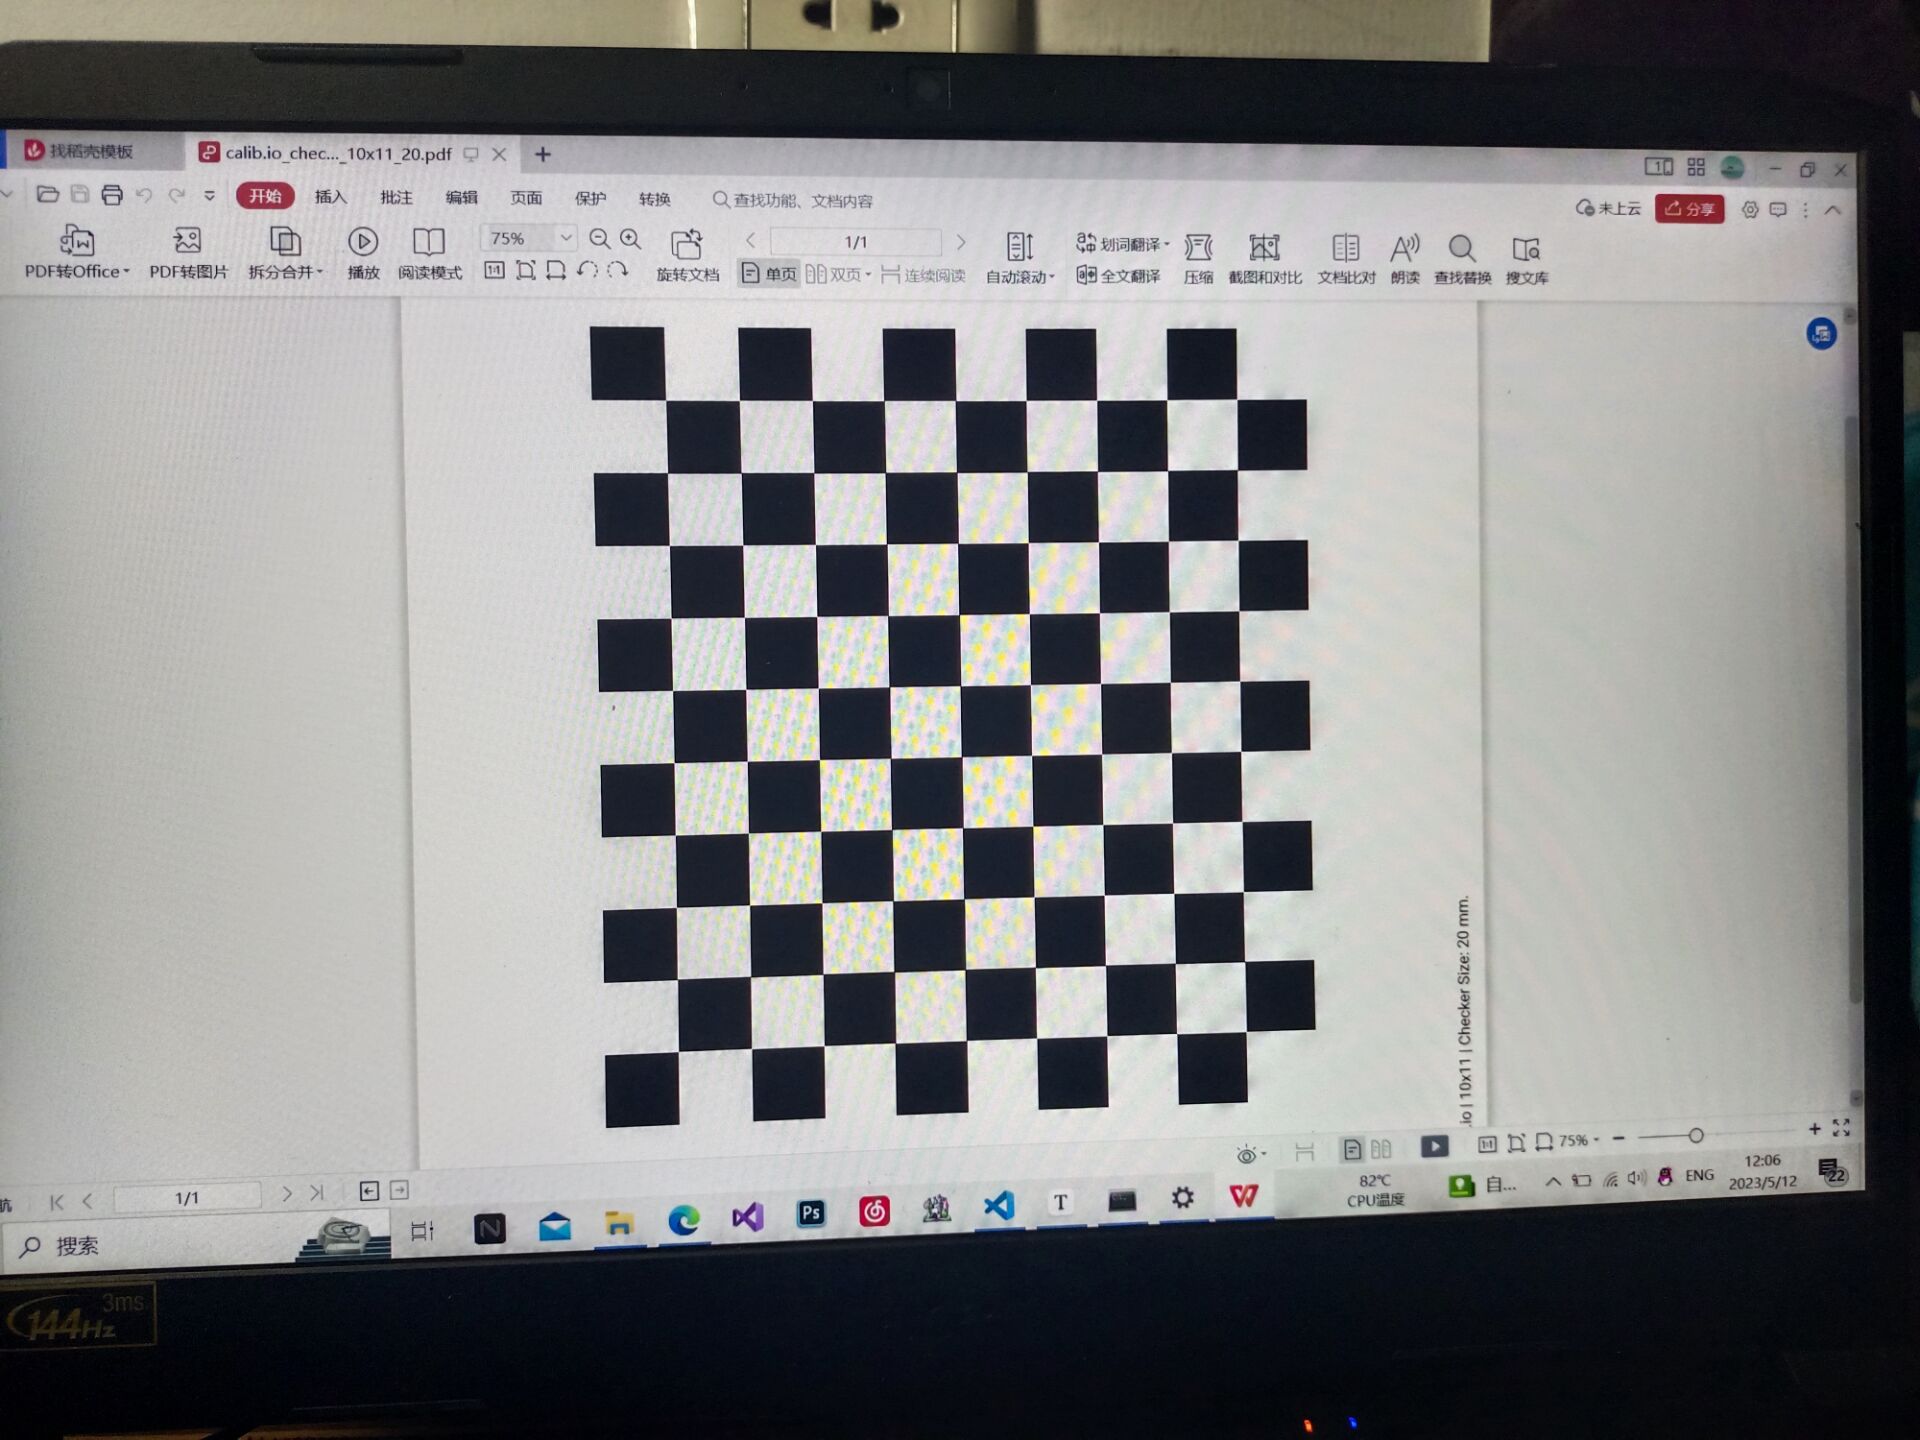 找稻壳模板
calib.io_chec..._10x11_20.pdf
开始 插入 批注 编辑 页面 保护 转换 查找功能、文档内容
未上云 分享
PDF转Office PDF转图片 拆分合并 播放 阅读模式
75%
旋转文档
1/1
单页 双页 连续阅读
自动滚动
划词翻译
全文翻译
压缩 截图和对比 文档比对 朗读 查找替换 搜文库
.io | 10x11 | Checker Size: 20 mm.
75%
航 1/1
搜索
Ps
T
82°C
CPU温度
自...
ENG
12:06
2023/5/12
22
3ms
144Hz